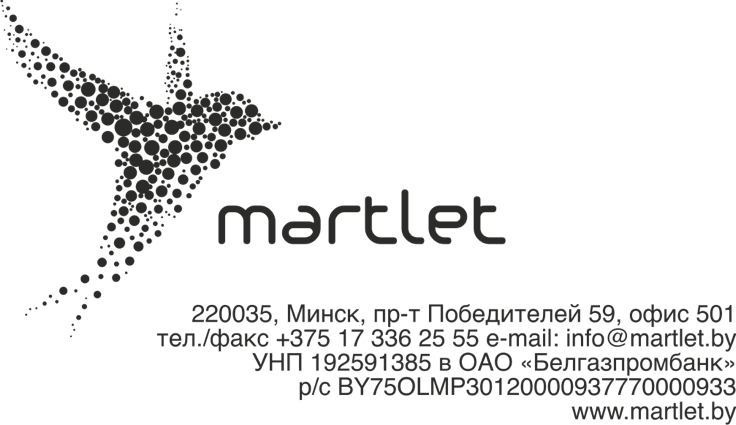 martlet
220035, Минск, пр-т Победителей 59, офис 501
тел./факс +375 17 336 25 55 e-mail: info@martlet.by
УНП 192591385 в ОАО «Белгазпромбанк»
р/с BY75OLMP30120000937770000933
www.martlet.by